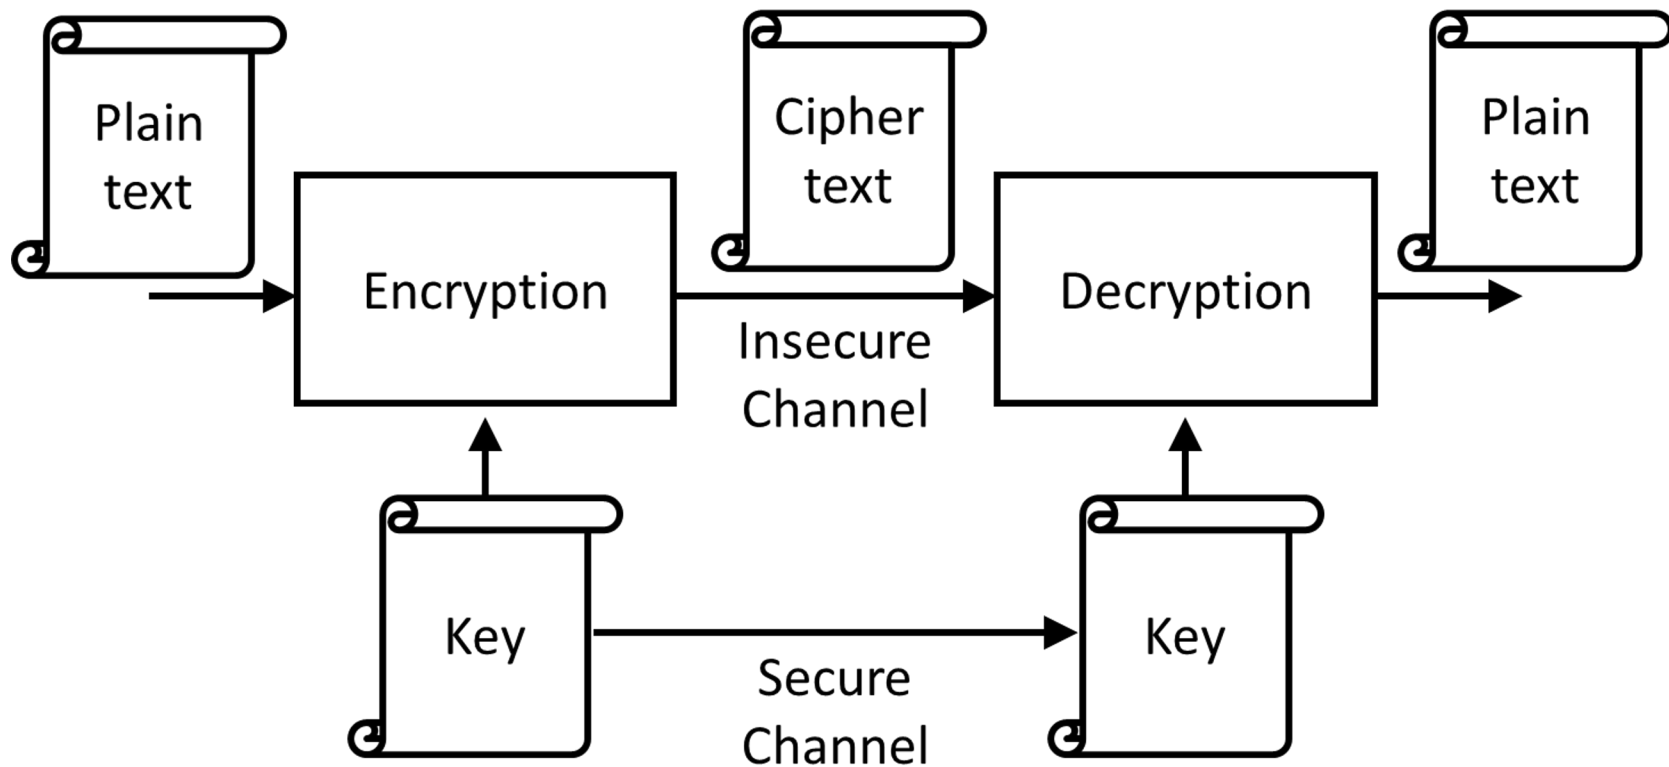 Plain
text
Cipher
text
Plain
text
Encryption
Insecure
Channel
Decryption
Key
Secure
Channel
Key